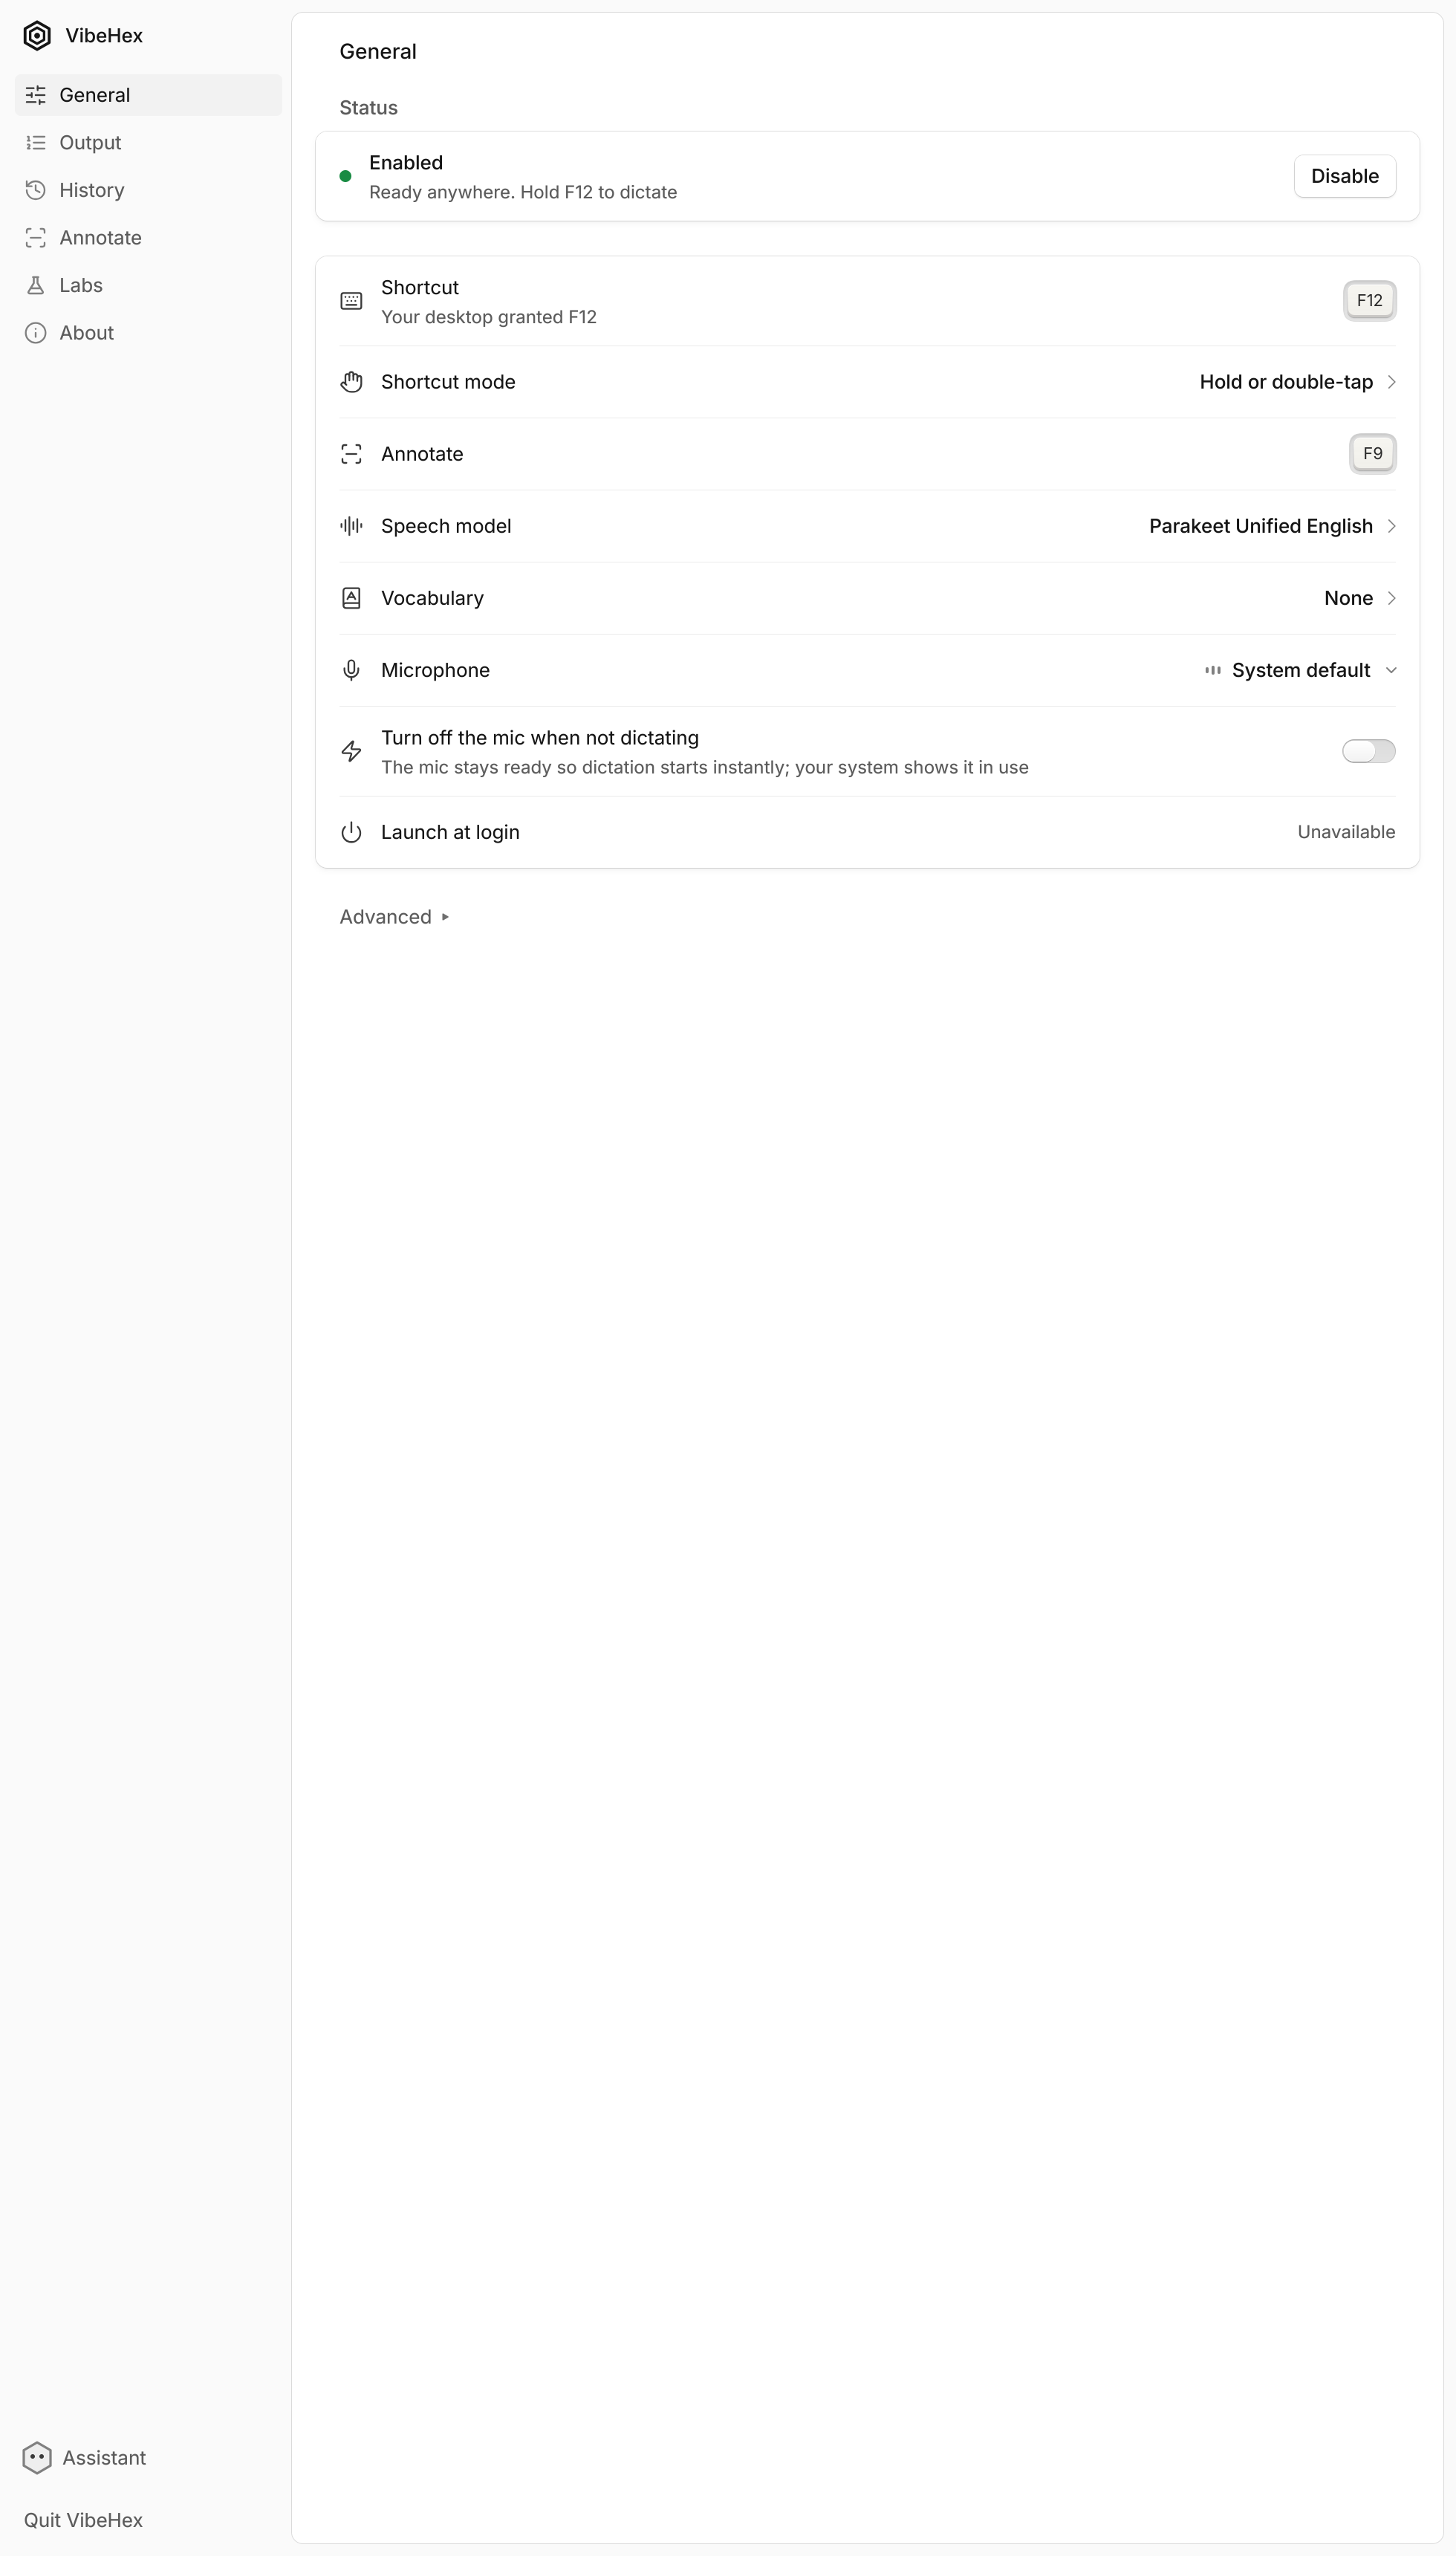 VibeHex
General
Output
History
Annotate
Labs
About
Assistant
Quit VibeHex
General
Status
Enabled
Ready anywhere. Hold F12 to dictate
Disable
Shortcut
Your desktop granted F12
F12
Shortcut mode
Hold or double-tap
Annotate
F9
Speech model
Parakeet Unified English
Vocabulary
None
Microphone
System default
Turn off the mic when not dictating
The mic stays ready so dictation starts instantly; your system shows it in use
Launch at login
Unavailable
Advanced